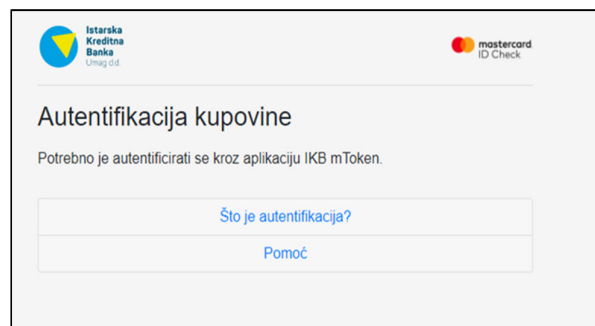 Istarska
Kreditna
Banka
Umag d.d.
mastercard
ID Check
Autentifikacija kupovine
Potrebno je autentificirati se kroz aplikaciju IKB mToken.
Što je autentifikacija?
Pomoć